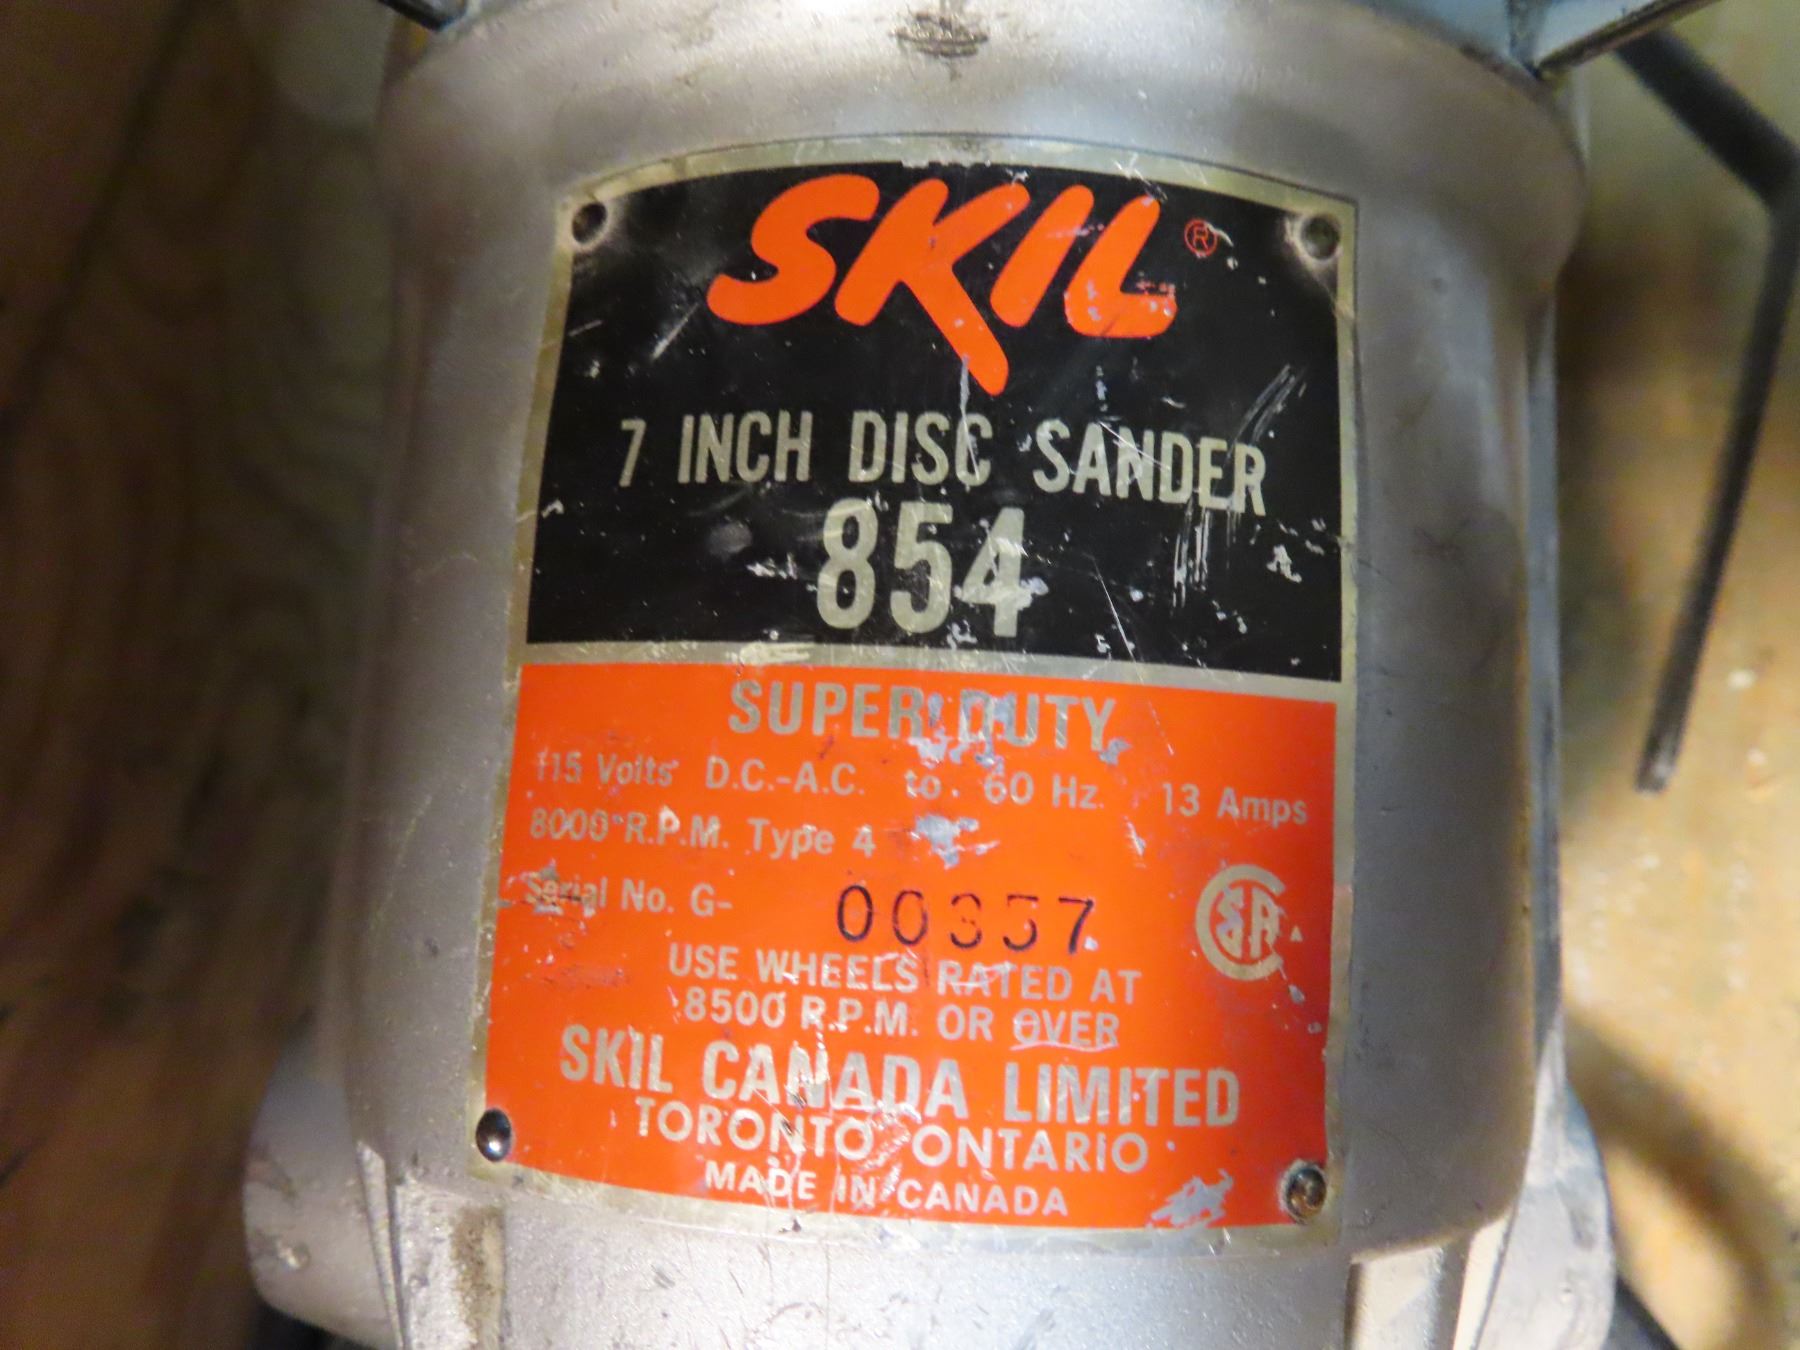 SKIL®
7 INCH DISC SANDER
854
SUPER DUTY
115 Volts D.C.-A.C. to 60 Hz. 13 Amps
8000 R.P.M. Type 4
Serial No. G- 00357
CSA
USE WHEELS RATED AT
8500 R.P.M. OR OVER
SKIL CANADA LIMITED
TORONTO ONTARIO
MADE IN CANADA